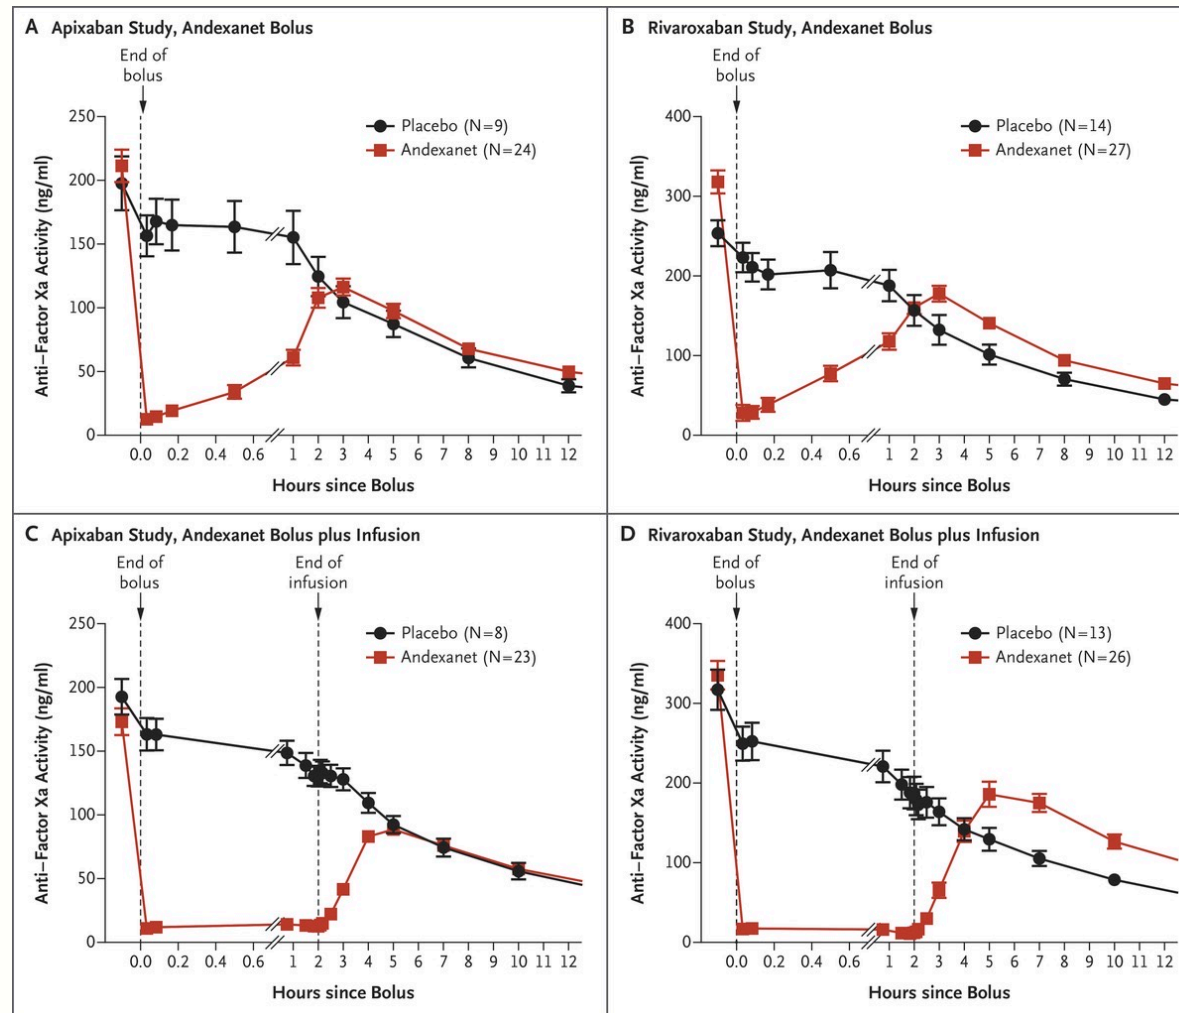 A Apixaban Study, Andexanet Bolus
End of
bolus
Placebo (N=9)
Andexanet (N=24)
Anti–Factor Xa Activity (ng/ml)
250
200
150
100
50
0
0.0 0.2 0.4 0.6 1 2 3 4 5 6 7 8 9 10 11 12
Hours since Bolus
B Rivaroxaban Study, Andexanet Bolus
End of
bolus
Placebo (N=14)
Andexanet (N=27)
Anti–Factor Xa Activity (ng/ml)
400
300
200
100
0
0.0 0.2 0.4 0.6 1 2 3 4 5 6 7 8 9 10 11 12
Hours since Bolus
C Apixaban Study, Andexanet Bolus plus Infusion
End of
bolus
End of
infusion
Placebo (N=8)
Andexanet (N=23)
Anti–Factor Xa Activity (ng/ml)
250
200
150
100
50
0
0.0 0.2 0.4 0.6 1 2 3 4 5 6 7 8 9 10 11 12
Hours since Bolus
D Rivaroxaban Study, Andexanet Bolus plus Infusion
End of
bolus
End of
infusion
Placebo (N=13)
Andexanet (N=26)
Anti–Factor Xa Activity (ng/ml)
400
300
200
100
0
0.0 0.2 0.4 0.6 1 2 3 4 5 6 7 8 9 10 11 12
Hours since Bolus